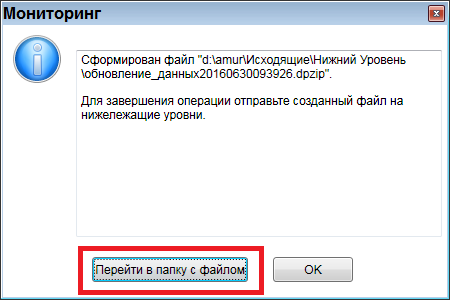 Мониторинг
Сформирован файл "d:\amur\Исходящие\Нижний Уровень
\обновление_данных20160630093926.dpzip".
Для завершения операции отправьте созданный файл на
нижележащие уровни.
Перейти в папку с файлом
OK